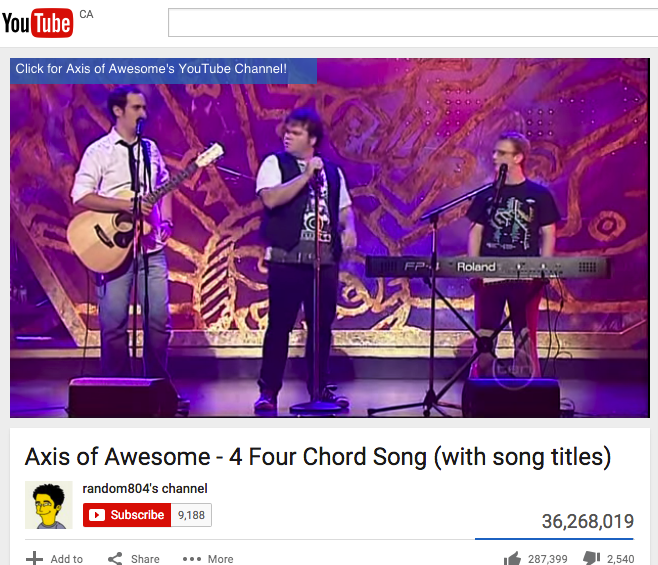 YouTube CA
Click for Axis of Awesome's YouTube Channel!
FP-4 Roland
ten
Axis of Awesome - 4 Four Chord Song (with song titles)
random804's channel
Subscribe 9,188
36,268,019
Add to Share More 287,399 2,540